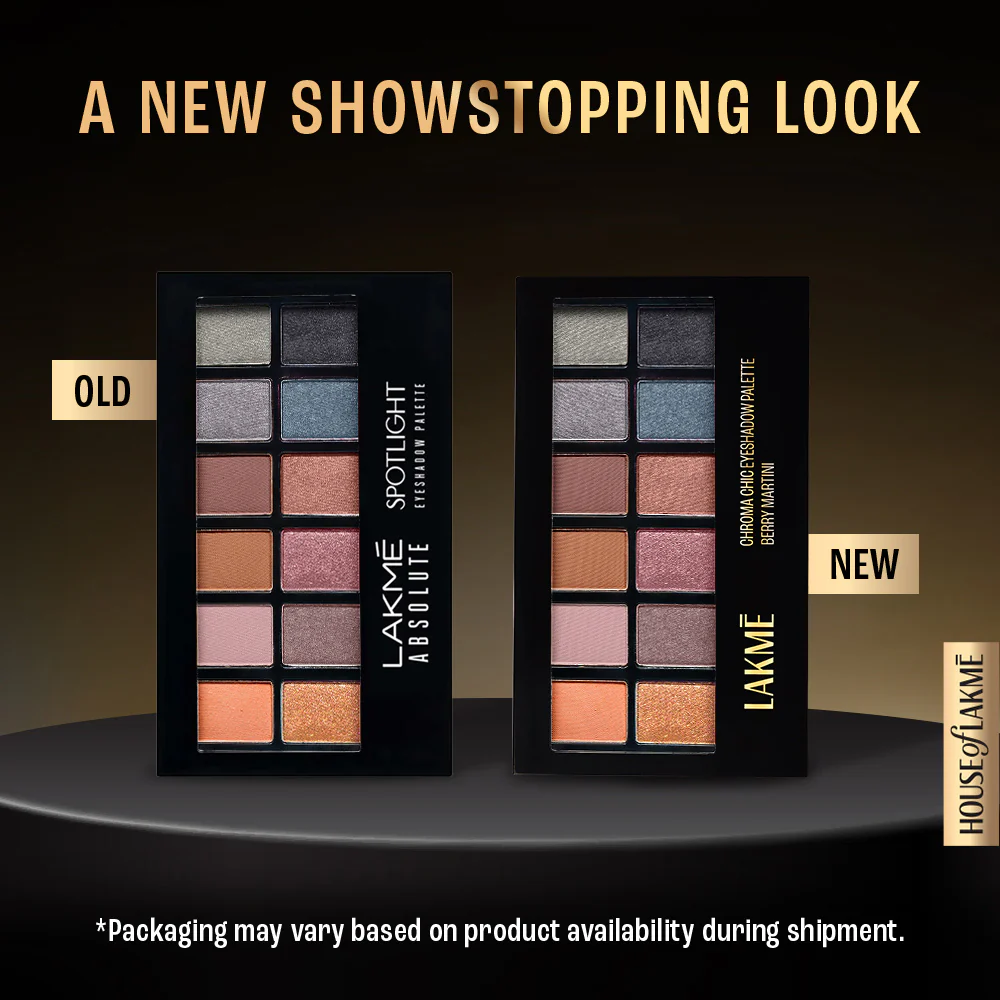 A NEW SHOWSTOPPING LOOK
OLD
LAKMĒ
ABSOLUTE
SPOTLIGHT
EYESHADOW PALETTE
LAKMĒ
CHROMA CHIC EYESHADOW PALETTE
BERRY MARTINI
NEW
HOUSE of LAKMĒ
*Packaging may vary based on product availability during shipment.